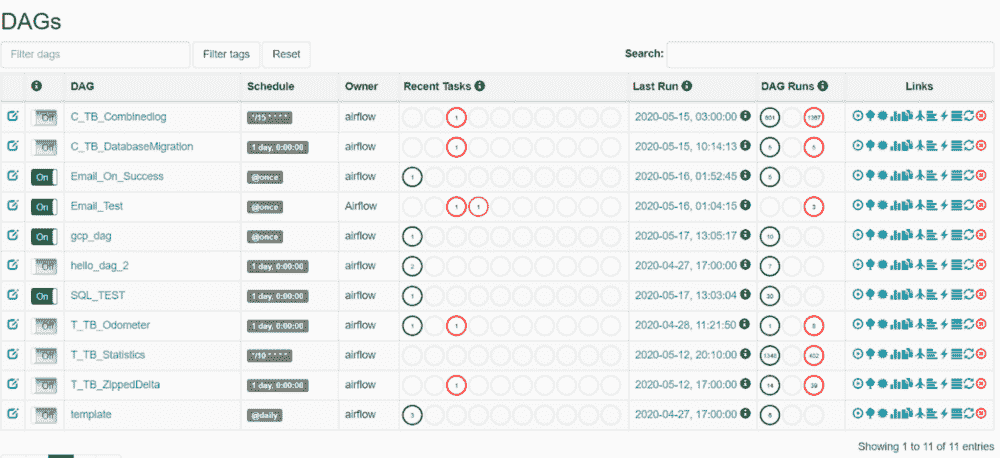 DAGs
Filter dags Filter tags Reset Search:
DAG Schedule Owner Recent Tasks Last Run DAG Runs Links
Off C_TB_Combinedlog */15 * * * * airflow 1 2020-05-15, 03:00:00
Off C_TB_DatabaseMigration 1 day, 0:00:00 airflow 1 2020-05-15, 10:14:13 5 5
On Email_On_Success @once airflow 1 2020-05-16, 01:52:45
On Email_Test @once Airflow 1 1 2020-05-16, 01:04:15 3
On gcp_dag @once airflow 1 2020-05-17, 13:05:17 10
Off hello_dag_2 1 day, 0:00:00 airflow 2 2020-04-27, 17:00:00 7
On SQL_TEST 1 day, 0:00:00 airflow 1 2020-05-17, 13:03:04 30
Off T_TB_Odometer 1 day, 0:00:00 airflow 1 1 2020-04-28, 11:21:50 1
Off T_TB_Statistics */10 * * * * airflow 2020-05-12, 20:10:00
Off T_TB_ZippedDelta 1 day, 0:00:00 airflow 1 2020-05-12, 17:00:00 14 39
Off template @daily airflow 3 2020-04-27, 17:00:00
Showing 1 to 11 of 11 entries